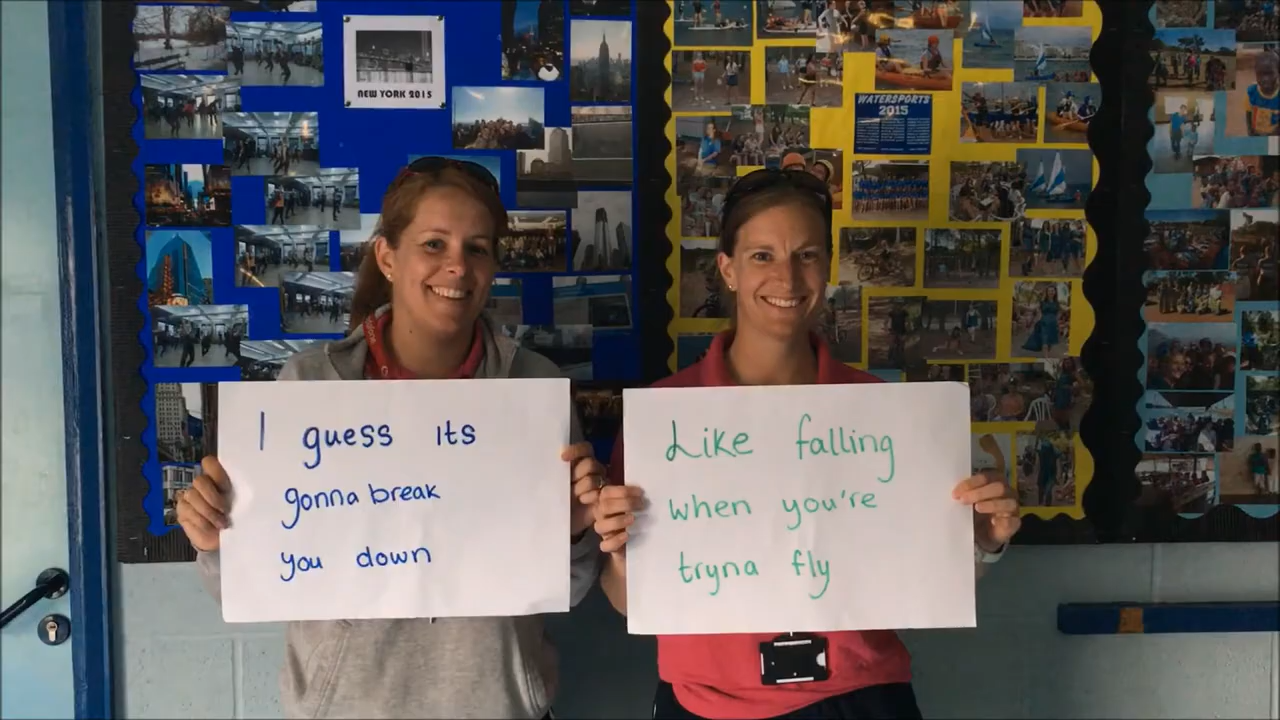 NEW YORK 2015
WATERSPORTS
2015
I guess its
gonna break
you down
Like falling
when you're
tryna fly